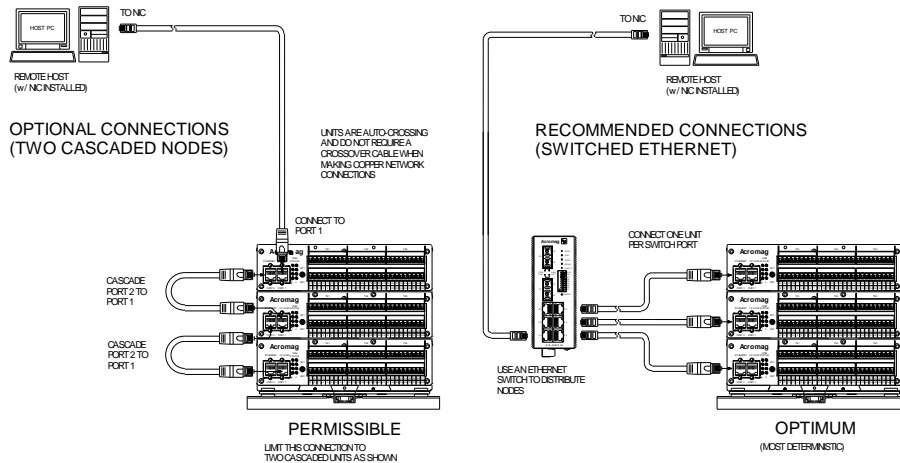 HOST PC
TO NIC
REMOTE HOST
(w/ NIC INSTALLED)
OPTIONAL CONNECTIONS
(TWO CASCADED NODES)
UNITS ARE AUTO-CROSSING
AND DO NOT REQUIRE A
CROSSOVER CABLE WHEN
MAKING COPPER NETWORK
CONNECTIONS
CONNECT TO
PORT 1
CASCADE
PORT 2 TO
PORT 1
CASCADE
PORT 2 TO
PORT 1
Acromag
Acromag
Acromag
PERMISSIBLE
LIMIT THIS CONNECTION TO
TWO CASCADED UNITS AS SHOWN
TO NIC
HOST PC
REMOTE HOST
(w/ NIC INSTALLED)
RECOMMENDED CONNECTIONS
(SWITCHED ETHERNET)
CONNECT ONE UNIT
PER SWITCH PORT
Acromag
USE AN ETHERNET
SWITCH TO DISTRIBUTE
NODES
Acromag
Acromag
Acromag
OPTIMUM
(MOST DETERMINISTIC)